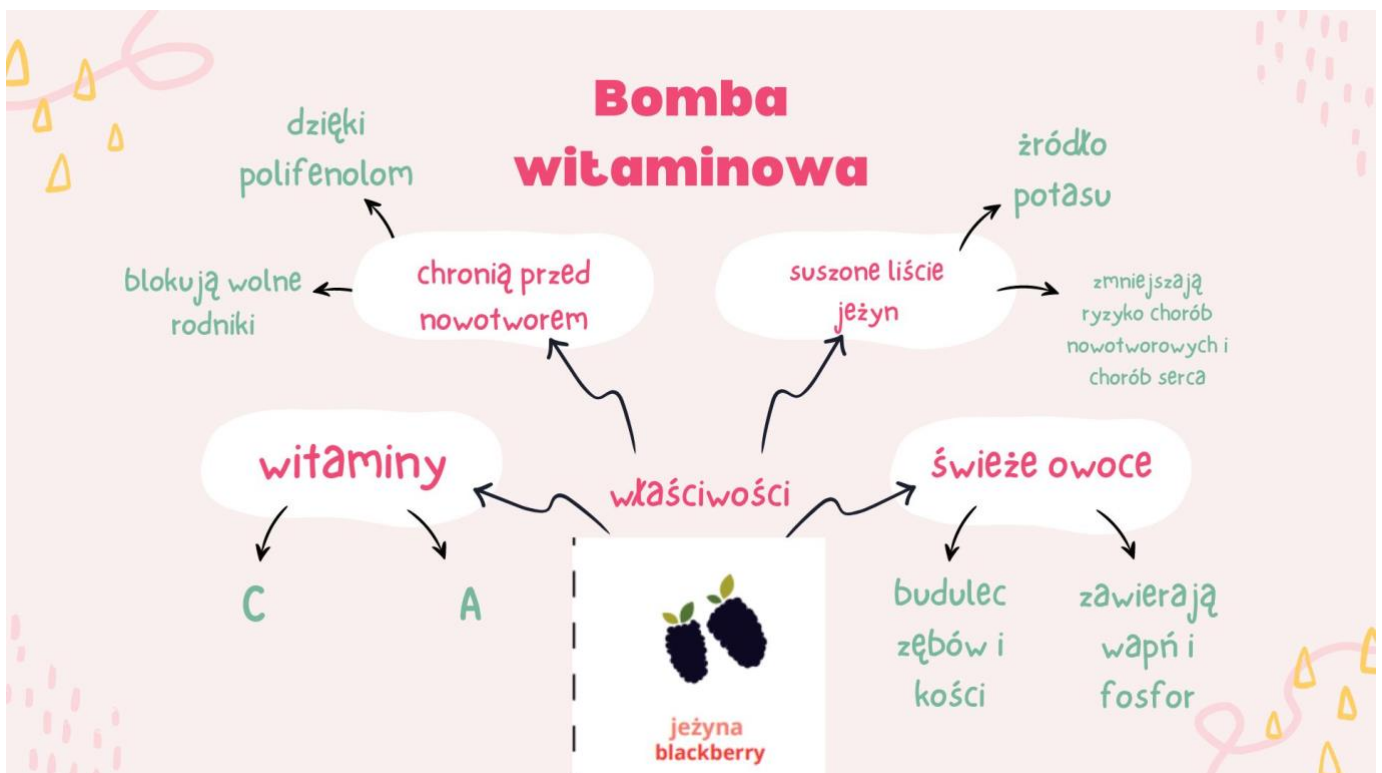 Bomba
witaminowa
dzięki
polifenolom
blokują wolne
rodniki
chronią przed
nowotworem
suszone liście
jeżyn
żródło
potasu
zmniejszają
ryzyko chorób
nowotworowych i
chorób serca
witaminy
C
A
właściwości
świeże owoce
budulec
zębów i
kości
zawierają
wapń i
fosfor
jeżyna
blackberry